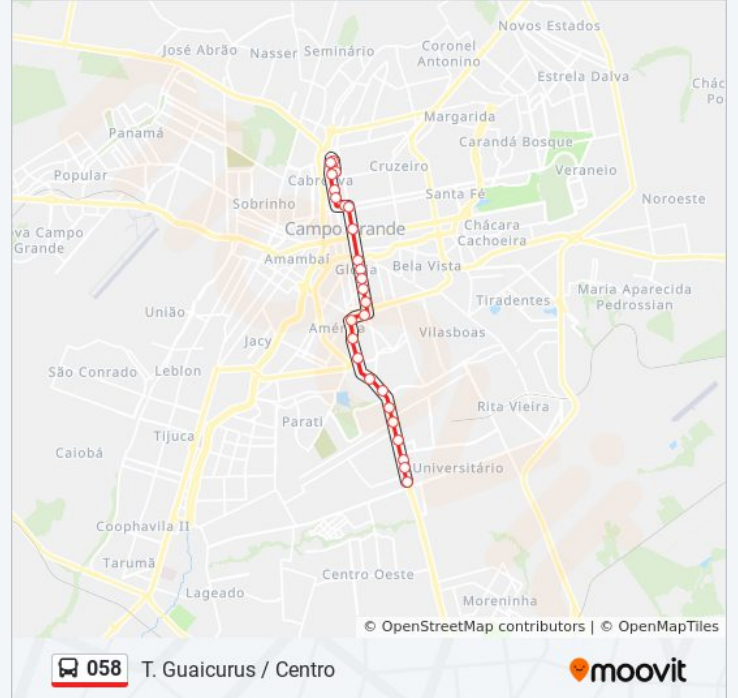 Novos Estados
José Abrão
Nasser
Seminário
Coronel
Antonino
Estrela Dalva
Chác
Po
Margarida
Panamá
Carandá Bosque
Cruzeiro
Veraneio
Popular
Cabreúva
Santa Fé
Noroeste
Sobrinho
va Campo
Grande
Campo Grande
Chácara
Cachoeira
Amambaí
Glória
Bela Vista
Maria Aparecida
Pedrossian
União
Tiradentes
América
Vilasboas
Jacy
São Conrado
Leblon
Rita Vieira
Parati
Tijuca
Caiobá
Universitário
Coophavila II
Tarumã
Centro Oeste
Lageado
Moreninha
© OpenStreetMap contributors | © OpenMapTiles
058 T. Guaicurus / Centro
moovit